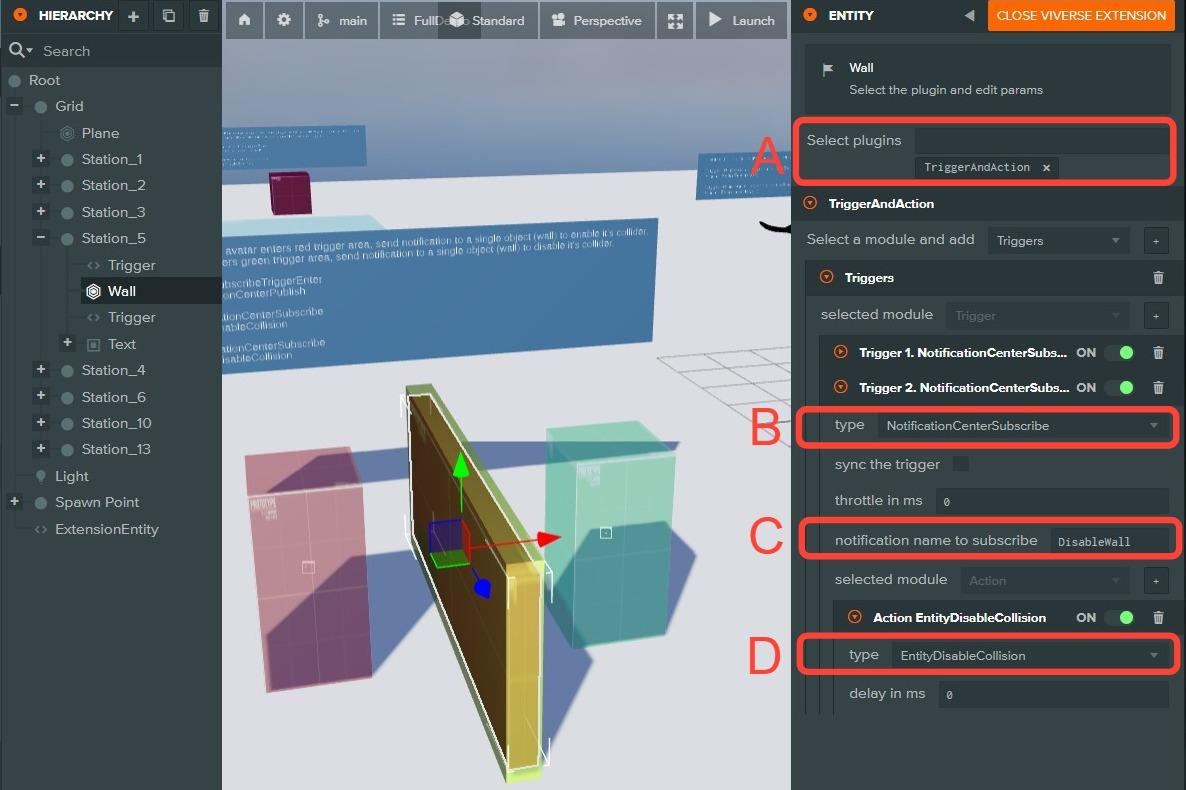 HIERARCHY
Search
Root
Grid
Plane
Station_1
Station_2
Station_3
Station_5
Trigger
Wall
Trigger
Text
Station_4
Station_6
Station_10
Station_13
Light
Spawn Point
ExtensionEntity
main
Standard
Perspective
Launch
avatar enters red trigger area, send notification to a single object (wall) to enable it's collider.
ers green trigger area, send notification to a single object (wall) to disable it's collider.
ubscribeTriggerEnter
onCenterPublish
ationCenterSubscribe
nableCollision
ationCenterSubscribe
isableCollision
PROTOTYPE
ENTITY
CLOSE VIVERSE EXTENSION
Wall
Select the plugin and edit params
A
Select plugins
TriggerAndAction ×
TriggerAndAction
Select a module and add Triggers +
Triggers
selected module Trigger +
Trigger 1. NotificationCenterSubs... ON
Trigger 2. NotificationCenterSubs... ON
B
type NotificationCenterSubscribe
sync the trigger
throttle in ms 0
C
notification name to subscribe DisableWall
selected module Action +
Action EntityDisableCollision ON
D
type EntityDisableCollision
delay in ms 0